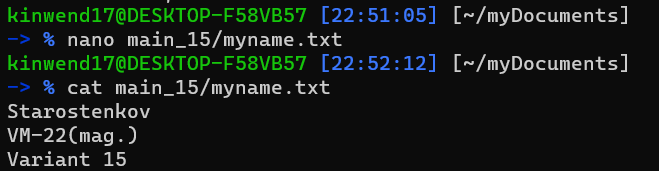 kinwend17@DESKTOP-F58VB57 [22:51:05] [~/myDocuments]
-> % nano main_15/myname.txt
kinwend17@DESKTOP-F58VB57 [22:52:12] [~/myDocuments]
-> % cat main_15/myname.txt
Starostenkov
VM-22(mag.)
Variant 15